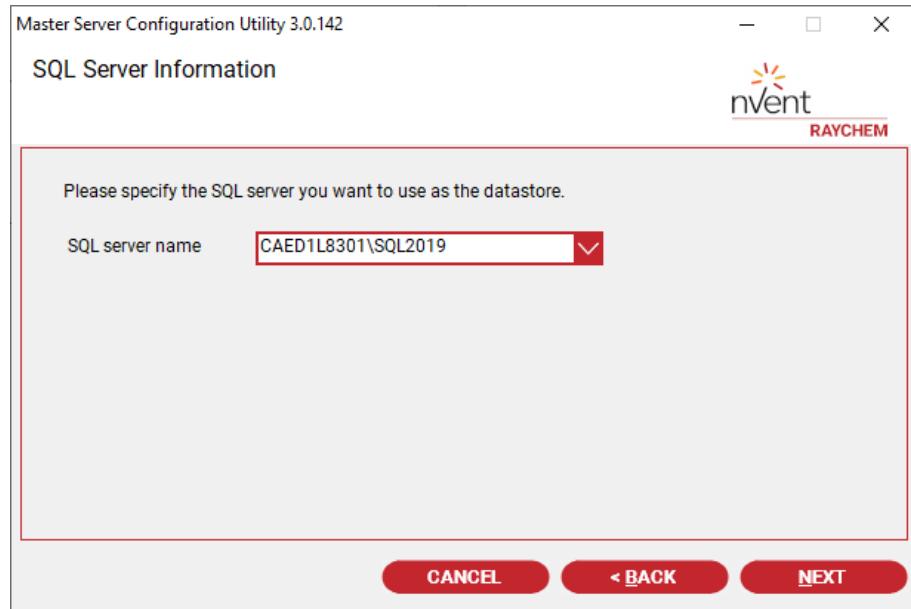 Master Server Configuration Utility 3.0.142
SQL Server Information
nvent
RAYCHEM
Please specify the SQL server you want to use as the datastore.
SQL server name
CAED1L8301\SQL2019
CANCEL
< BACK
NEXT